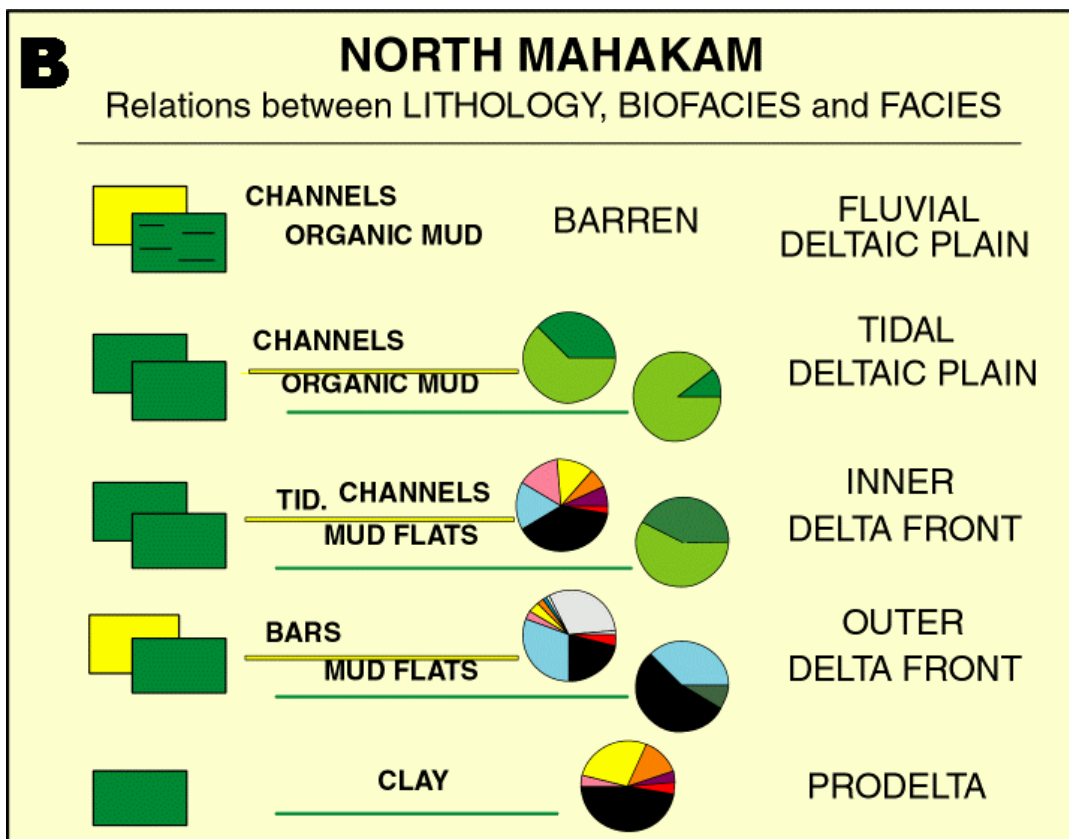 B
NORTH MAHAKAM
Relations between LITHOLOGY, BIOFACIES and FACIES
CHANNELS
ORGANIC MUD
BARREN
FLUVIAL
DELTAIC PLAIN
CHANNELS
ORGANIC MUD
TIDAL
DELTAIC PLAIN
TID. CHANNELS
MUD FLATS
INNER
DELTA FRONT
BARS
MUD FLATS
OUTER
DELTA FRONT
CLAY
PRODELTA